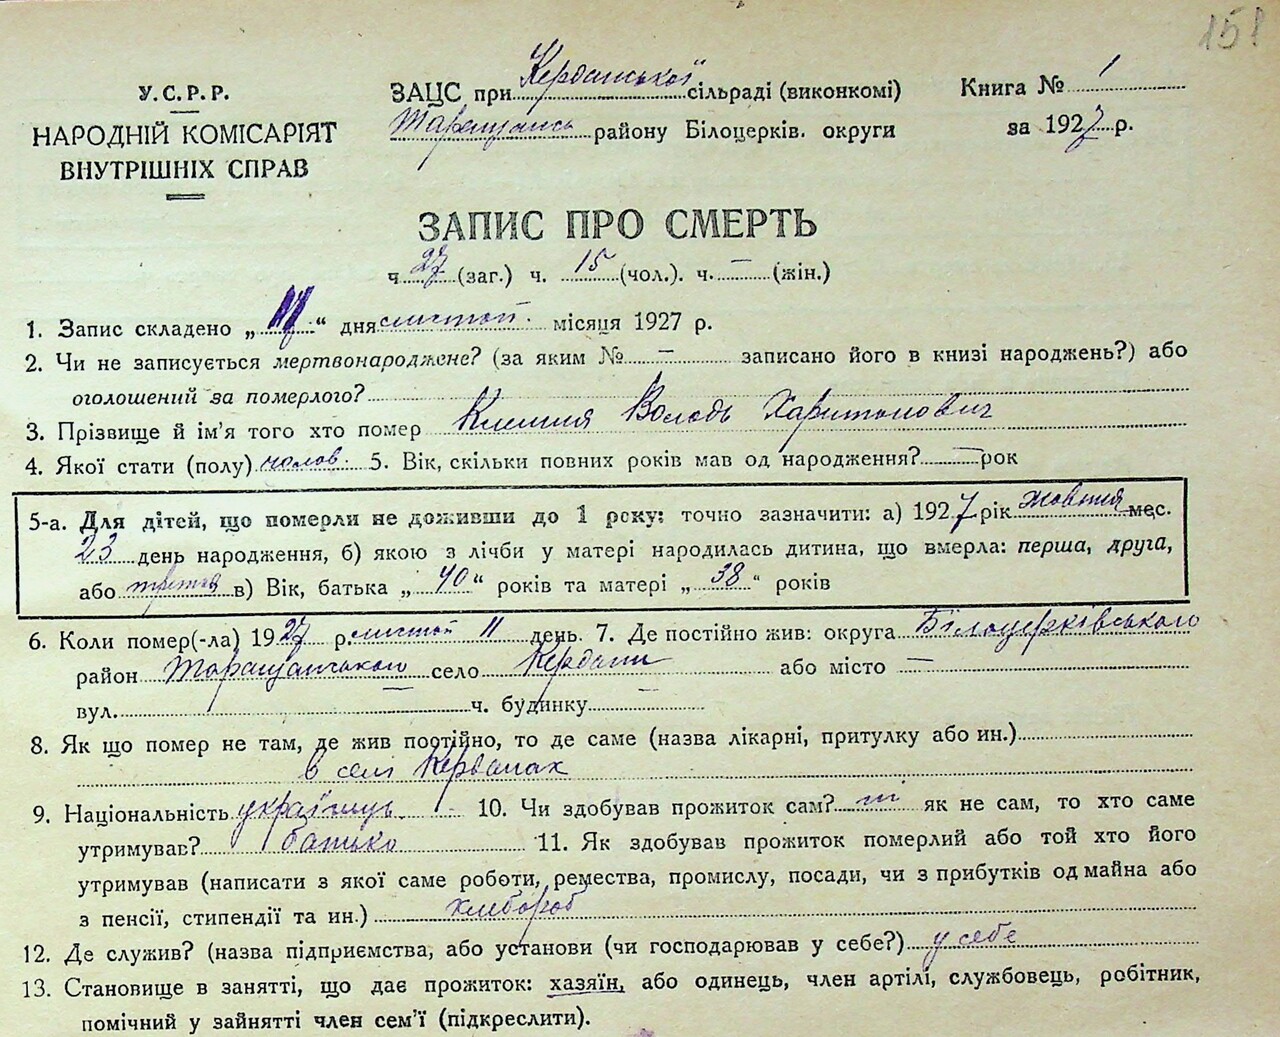 151
У.С.Р.Р.
НАРОДНІЙ КОМІСАРІЯТ
ВНУТРІШНІХ СПРАВ
ЗАЦС при Керданської сільраді (виконкомі)
Таращансь району Білоцерків. округи
Книга № 1
за 1927 р.
ЗАПИС ПРО СМЕРТЬ
ч. 27 (заг.) ч. 15 (чол.). ч. — (жін.)
1. Запис складено „ “ дня листоп. місяця 1927 р.
2. Чи не записується мертвонароджене? (за яким № — записано його в книзі народжень?) або
оголошений за померлого?
3. Прізвище й ім'я того хто помер Володь Харитонович
4. Якої стати (полу) чолов. 5. Вік, скільки повних років мав од народження? — рок
5-а. Для дітей, що померли не доживши до 1 року: точно зазначити: а) 1927 рік жовтня мес.
23 день народження, б) якою з лічби у матері народилась дитина, що вмерла: перша, друга,
або третя в) Вік, батька „ 40 “ років та матері „ 38 “ років
6. Коли помер(-ла) 1927 р. листоп 11 день. 7. Де постійно жив: округа Білоцерківського
район Таращанського село Кердани або місто —
вул. — ч. будинку —
8. Як що помер не там, де жив постійно, то де саме (назва лікарні, притулку або ин.)
в селі Керданах
9. Національність українець 10. Чи здобував прожиток сам? ні як не сам, то хто саме
утримував? батько 11. Як здобував прожиток померлий або той хто його
утримував (написати з якої саме роботи, ремества, промислу, посади, чи з прибутків од майна або
з пенсії, стипендії та ин.) хлібороб
12. Де служив? (назва підприємства, або установи (чи господарював у себе?) у себе
13. Становище в занятті, що дає прожиток: хазяїн, або одинець, член артілі, службовець, робітник,
помічний у зайнятті член сем'ї (підкреслити).